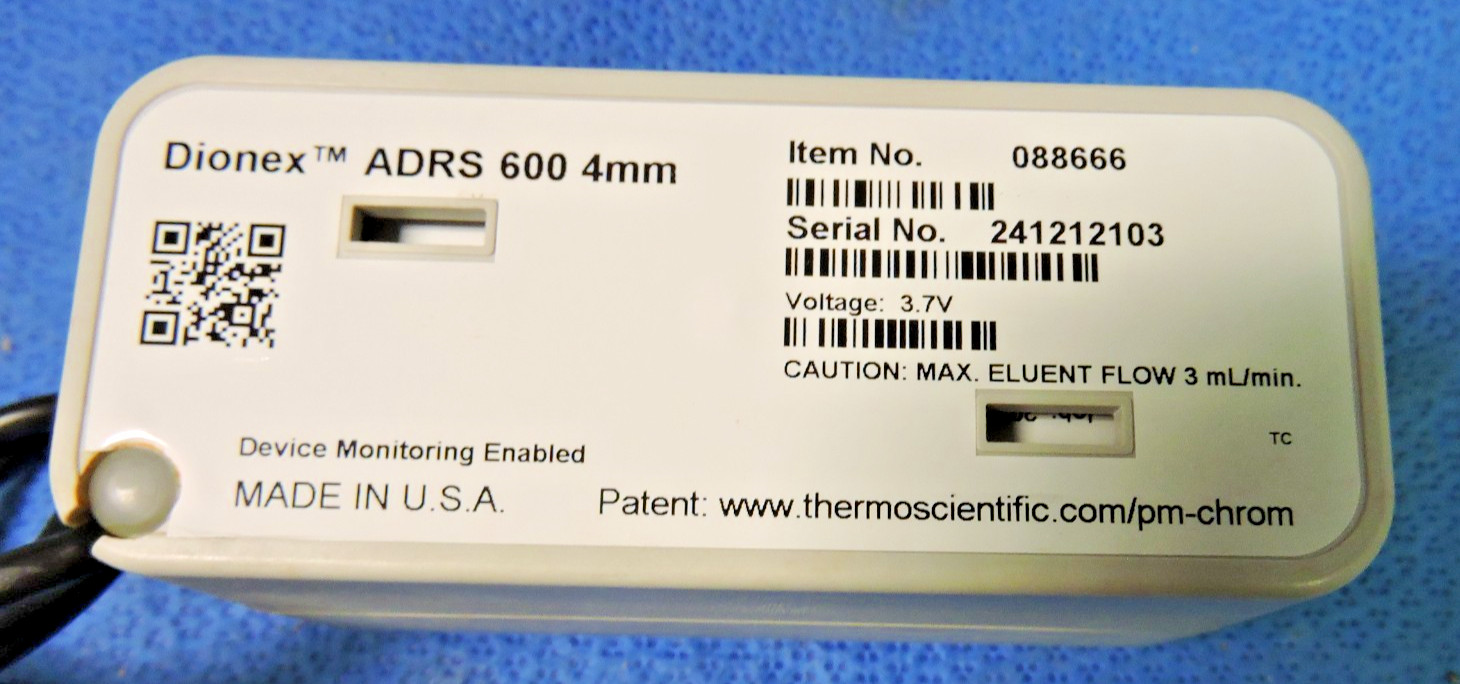 Dionex™ ADRS 600 4mm
Item No. 088666
Serial No. 241212103
Voltage: 3.7V
CAUTION: MAX. ELUENT FLOW 3 mL/min.
TC
Device Monitoring Enabled
MADE IN U.S.A.
Patent: www.thermoscientific.com/pm-chrom